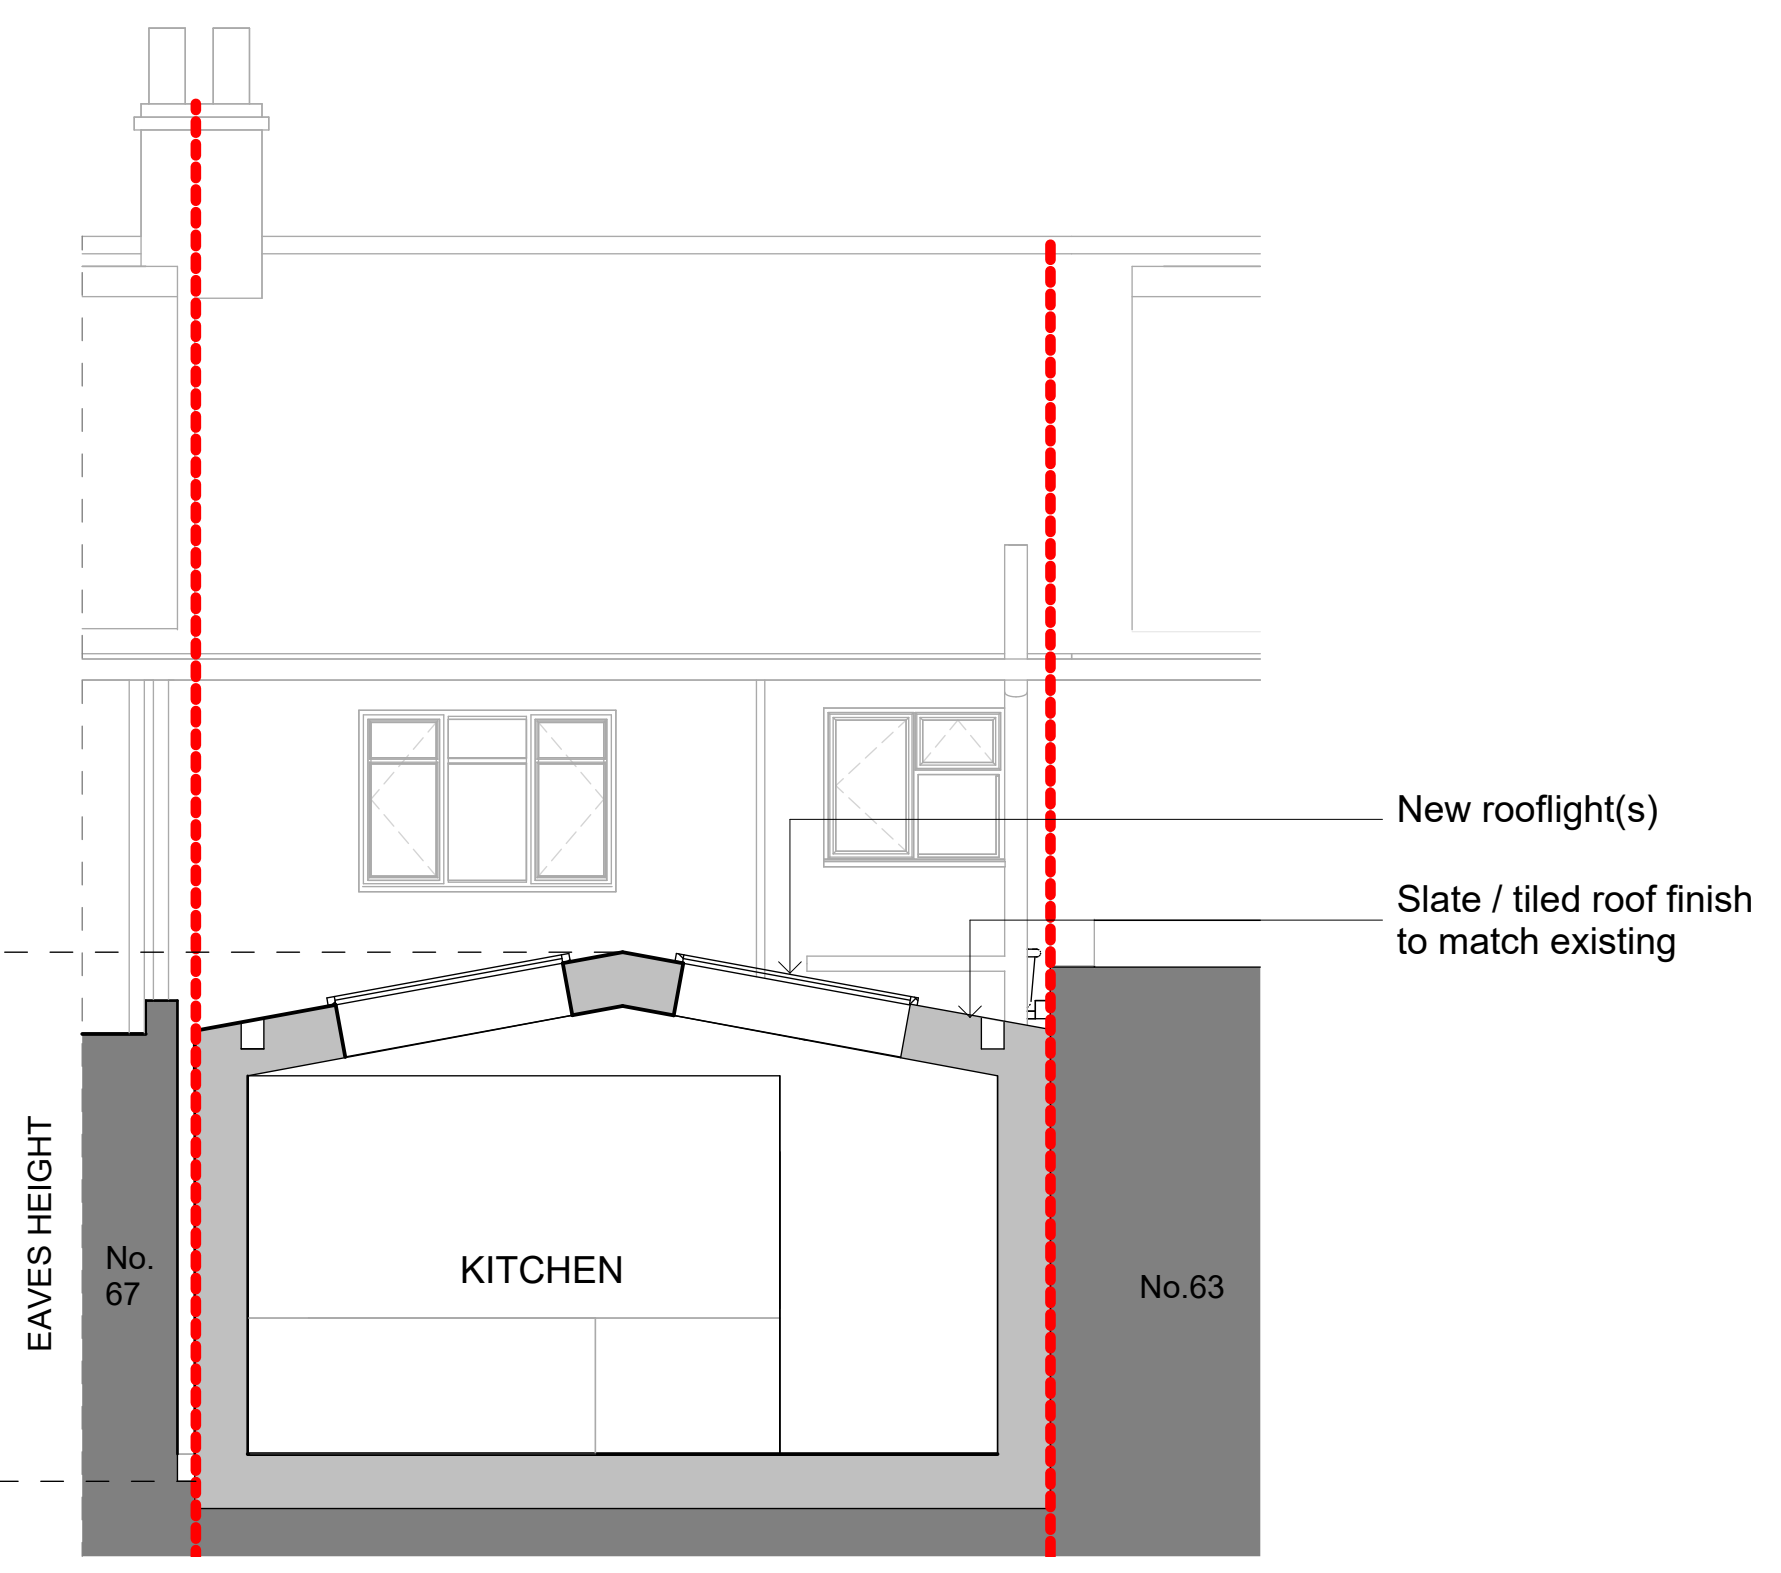 New rooflight(s)
Slate / tiled roof finish
to match existing
EAVES HEIGHT
No.
67
KITCHEN
No.63